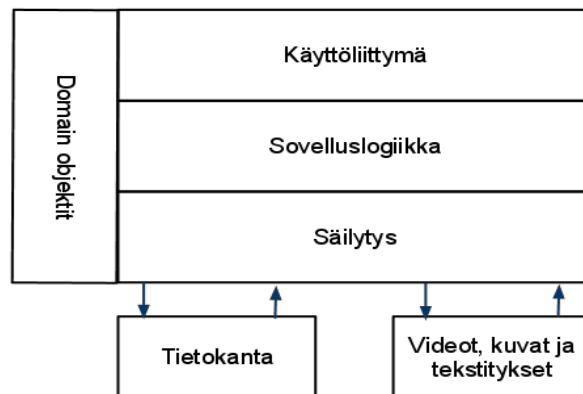 Domain objektit
Käyttöliittymä
Sovelluslogiikka
Säilytys
Tietokanta
Videot, kuvat ja
tekstitykset